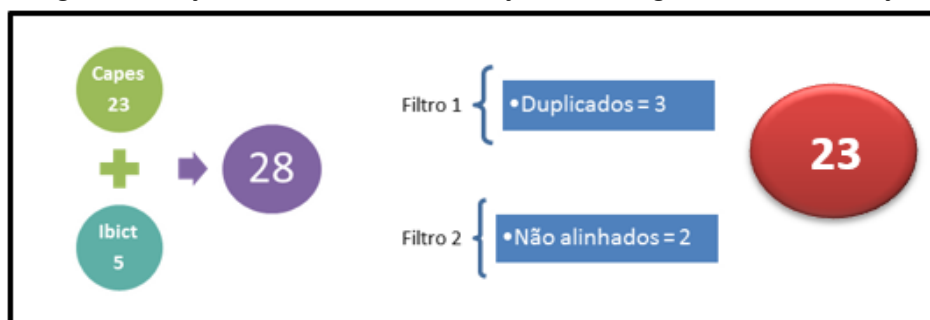 Capes
23
Ibict
5
28
Filtro 1
•Duplicados = 3
Filtro 2
•Não alinhados = 2
23